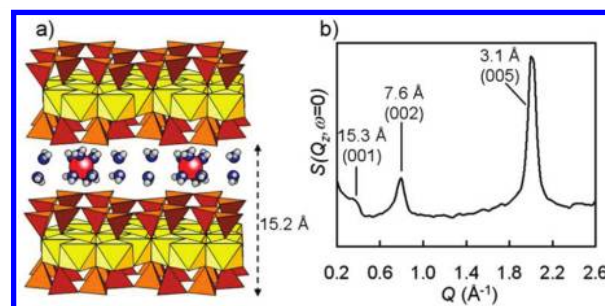 a)
15.2 Å
b)
S(Q_z,ω=0)
15.3 Å
(001)
7.6 Å
(002)
3.1 Å
(005)
0.2 0.6 1.0 1.4 1.8 2.2 2.6
Q (Å⁻¹)